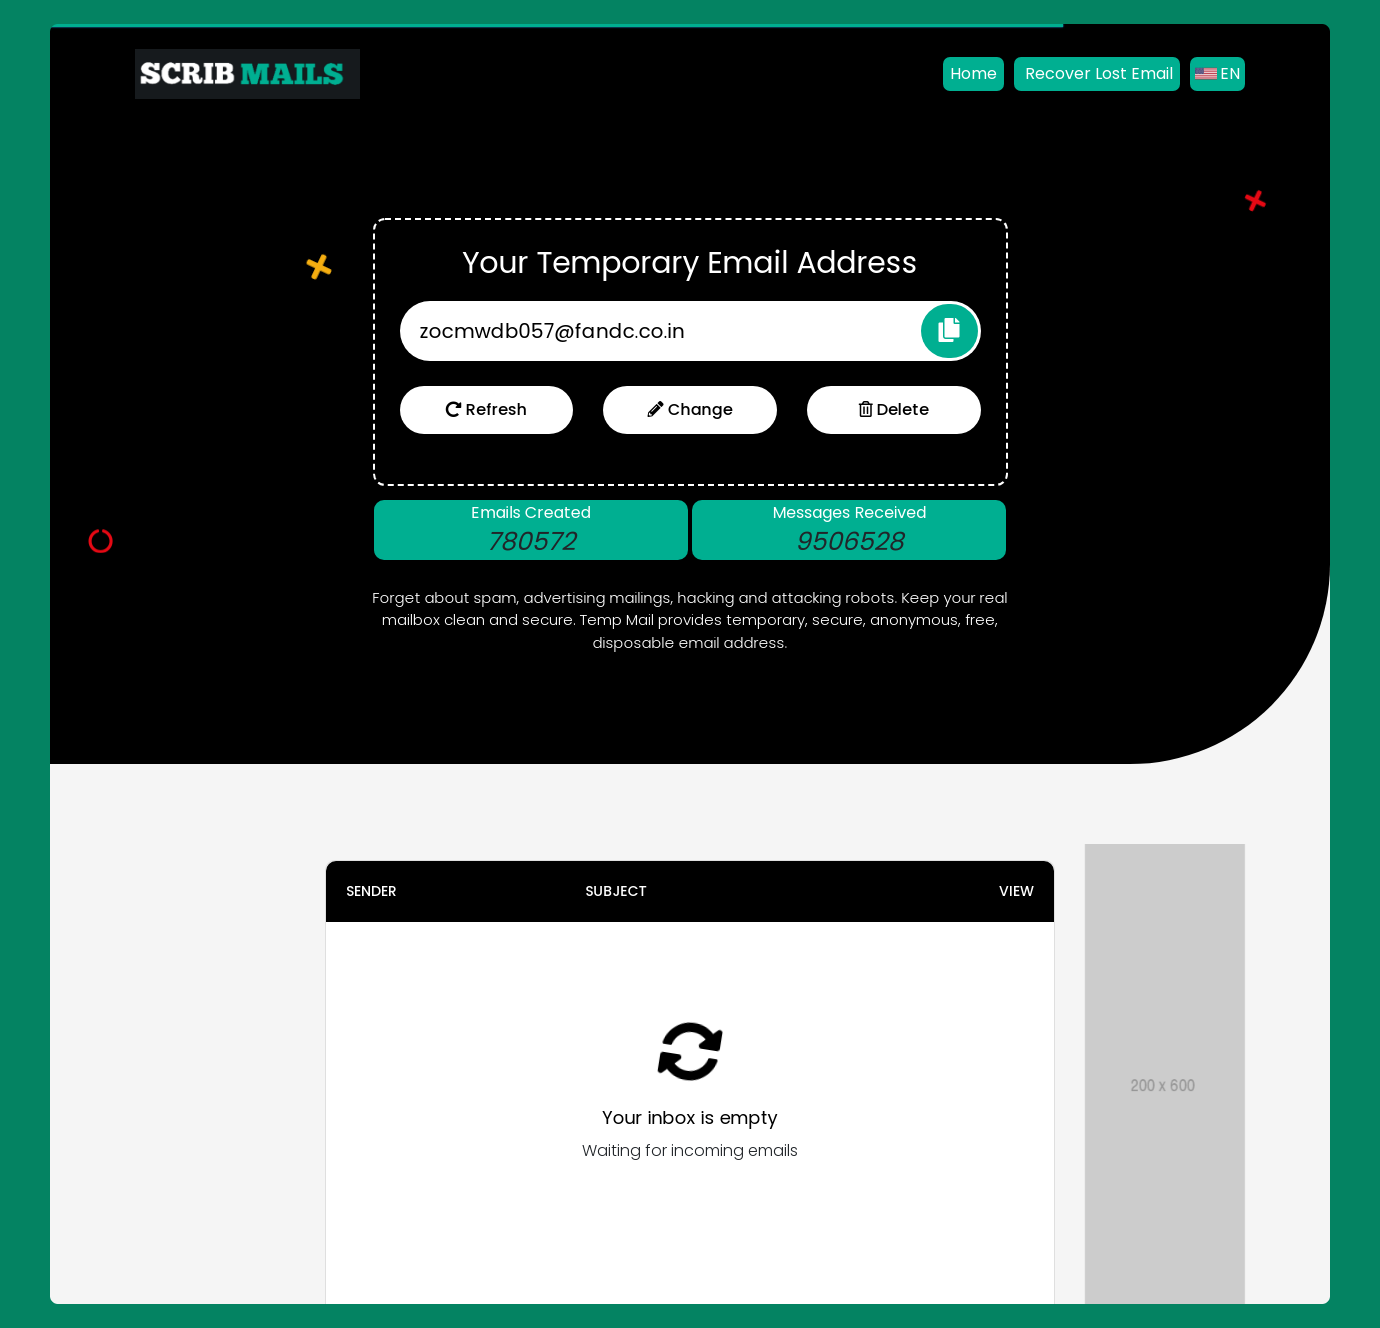 SCRIB MAILS
Home
Recover Lost Email
EN
Your Temporary Email Address
zocmwdb057@fandc.co.in
Refresh
Change
Delete
Emails Created
780572
Messages Received
9506528
Forget about spam, advertising mailings, hacking and attacking robots. Keep your real
mailbox clean and secure. Temp Mail provides temporary, secure, anonymous, free,
disposable email address.
SENDER
SUBJECT
VIEW
200 x 600
Your inbox is empty
Waiting for incoming emails